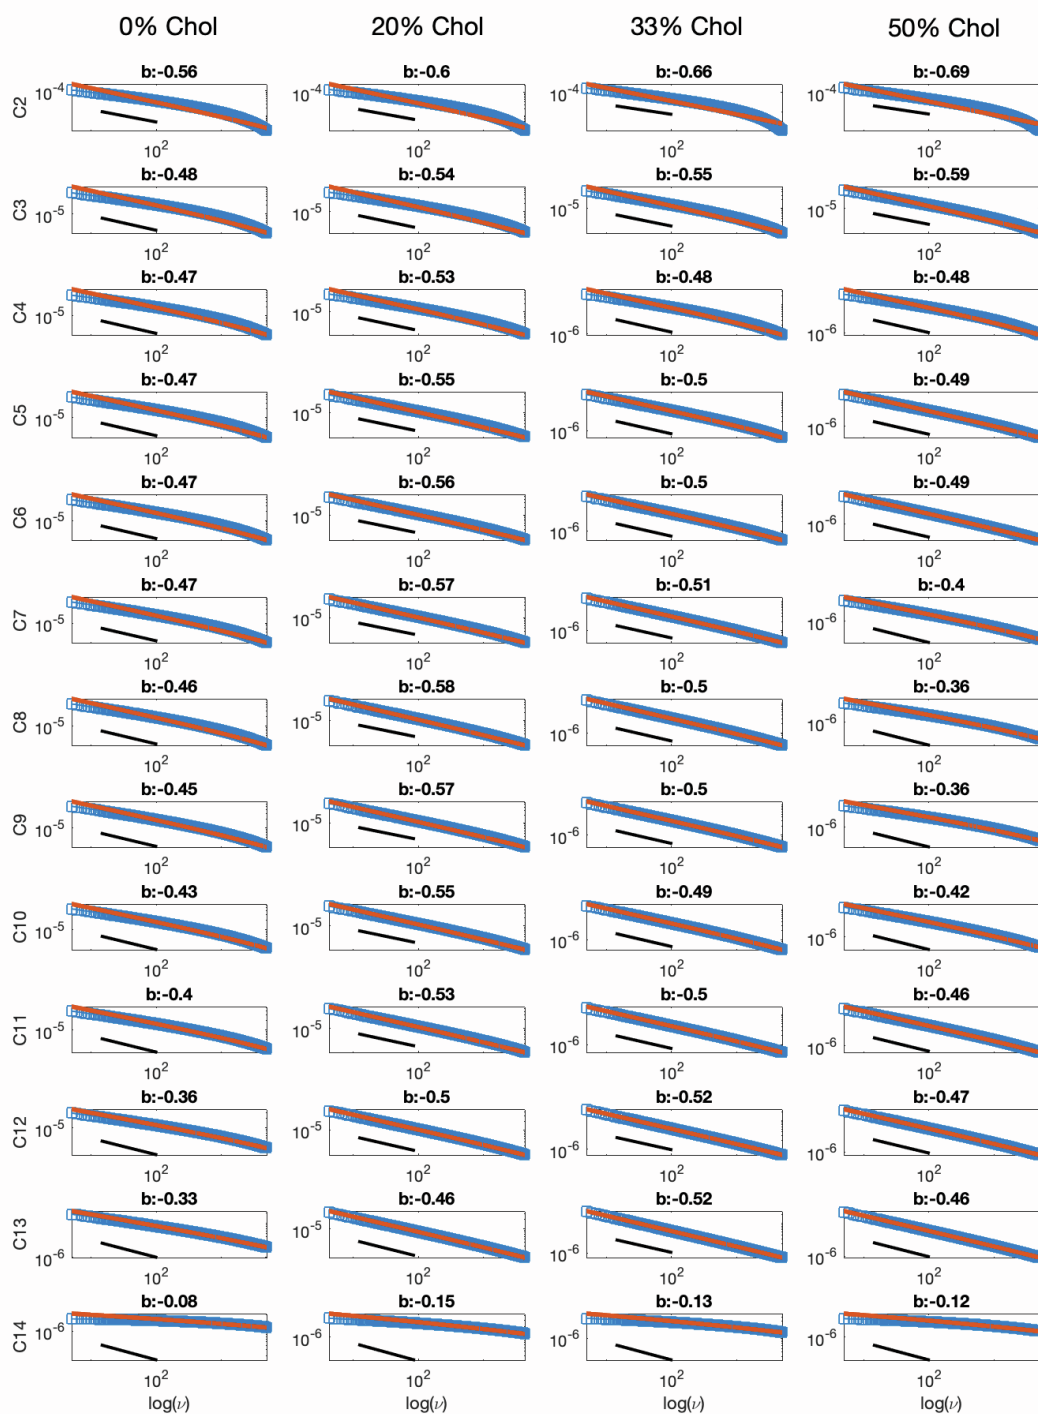 0% Chol 20% Chol 33% Chol 50% Chol
b:-0.56 b:-0.6 b:-0.66 b:-0.69
C2 10^-4 10^-4 10^-4 10^-4
10^2 10^2 10^2 10^2
b:-0.48 b:-0.54 b:-0.55 b:-0.59
C3 10^-5 10^-5 10^-5 10^-5
10^2 10^2 10^2 10^2
b:-0.47 b:-0.53 b:-0.48 b:-0.48
C4 10^-5 10^-5 10^-6 10^-6
10^2 10^2 10^2 10^2
b:-0.47 b:-0.55 b:-0.5 b:-0.49
C5 10^-5 10^-5 10^-6 10^-6
10^2 10^2 10^2 10^2
b:-0.47 b:-0.56 b:-0.5 b:-0.49
C6 10^-5 10^-5 10^-6 10^-6
10^2 10^2 10^2 10^2
b:-0.47 b:-0.57 b:-0.51 b:-0.4
C7 10^-5 10^-5 10^-6 10^-6
10^2 10^2 10^2 10^2
b:-0.46 b:-0.58 b:-0.5 b:-0.36
C8 10^-5 10^-5 10^-6 10^-6
10^2 10^2 10^2 10^2
b:-0.45 b:-0.57 b:-0.5 b:-0.36
C9 10^-5 10^-5 10^-6 10^-6
10^2 10^2 10^2 10^2
b:-0.43 b:-0.55 b:-0.49 b:-0.42
C10 10^-5 10^-5 10^-6 10^-6
10^2 10^2 10^2 10^2
b:-0.4 b:-0.53 b:-0.5 b:-0.46
C11 10^-5 10^-5 10^-6 10^-6
10^2 10^2 10^2 10^2
b:-0.36 b:-0.5 b:-0.52 b:-0.47
C12 10^-5 10^-5 10^-6 10^-6
10^2 10^2 10^2 10^2
b:-0.33 b:-0.46 b:-0.52 b:-0.46
C13 10^-6 10^-5 10^-6 10^-6
10^2 10^2 10^2 10^2
b:-0.08 b:-0.15 b:-0.13 b:-0.12
C14 10^-6 10^-6 10^-6 10^-6
10^2 10^2 10^2 10^2
log(ν) log(ν) log(ν) log(ν)